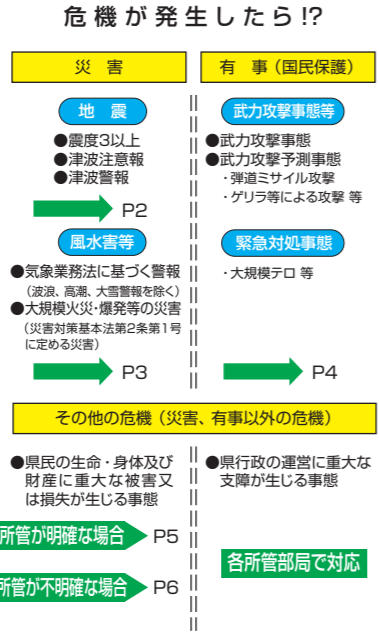 危機が発生したら!?
災 害
地 震
●震度3以上
●津波注意報
●津波警報
P2
風水害等
●気象業務法に基づく警報
（波浪、高潮、大雪警報を除く）
●大規模火災・爆発等の災害
（災害対策基本法第2条第1号
に定める災害）
P3
有 事（国民保護）
武力攻撃事態等
●武力攻撃事態
●武力攻撃予測事態
・弾道ミサイル攻撃
・ゲリラ等による攻撃 等
緊急対処事態
・大規模テロ 等
P4
その他の危機（災害、有事以外の危機）
●県民の生命・身体及び
財産に重大な被害又
は損失が生じる事態
所管が明確な場合
P5
所管が不明確な場合
P6
●県行政の運営に重大な
支障が生じる事態
各所管部局で対応